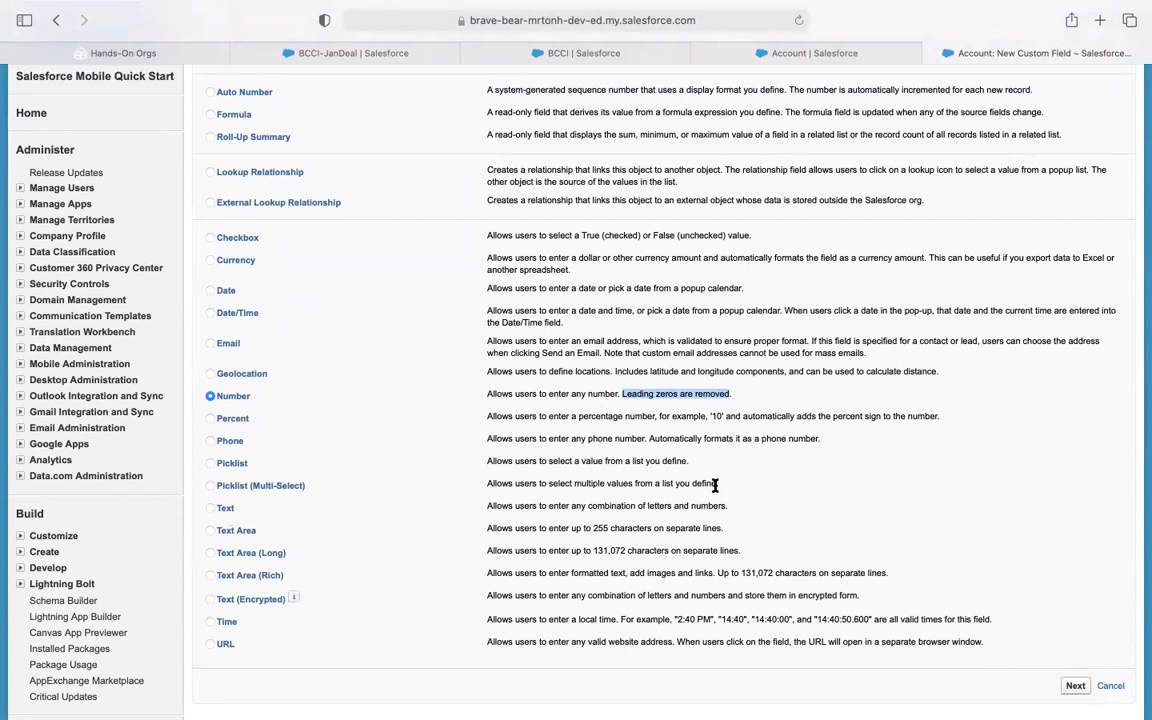 brave-bear-mrtonh-dev-ed.my.salesforce.com
Hands-On Orgs
BCCI-JanDeal | Salesforce
BCCI | Salesforce
Account | Salesforce
Account: New Custom Field ~ Salesforce...
Salesforce Mobile Quick Start
Home
Administer
Release Updates
Manage Users
Manage Apps
Manage Territories
Company Profile
Data Classification
Customer 360 Privacy Center
Security Controls
Domain Management
Communication Templates
Translation Workbench
Data Management
Mobile Administration
Desktop Administration
Outlook Integration and Sync
Gmail Integration and Sync
Email Administration
Google Apps
Analytics
Data.com Administration
Build
Customize
Create
Develop
Lightning Bolt
Schema Builder
Lightning App Builder
Canvas App Previewer
Installed Packages
Package Usage
AppExchange Marketplace
Critical Updates
Auto Number
A system-generated sequence number that uses a display format you define. The number is automatically incremented for each new record.
Formula
A read-only field that derives its value from a formula expression you define. The formula field is updated when any of the source fields change.
Roll-Up Summary
A read-only field that displays the sum, minimum, or maximum value of a field in a related list or the record count of all records listed in a related list.
Lookup Relationship
Creates a relationship that links this object to another object. The relationship field allows users to click on a lookup icon to select a value from a popup list. The
other object is the source of the values in the list.
External Lookup Relationship
Creates a relationship that links this object to an external object whose data is stored outside the Salesforce org.
Checkbox
Allows users to select a True (checked) or False (unchecked) value.
Currency
Allows users to enter a dollar or other currency amount and automatically formats the field as a currency amount. This can be useful if you export data to Excel or
another spreadsheet.
Date
Allows users to enter a date or pick a date from a popup calendar.
Date/Time
Allows users to enter a date and time, or pick a date from a popup calendar. When users click a date in the pop-up, that date and the current time are entered into
the Date/Time field.
Email
Allows users to enter an email address, which is validated to ensure proper format. If this field is specified for a contact or lead, users can choose the address
when clicking Send an Email. Note that custom email addresses cannot be used for mass emails.
Geolocation
Allows users to define locations. Includes latitude and longitude components, and can be used to calculate distance.
Number
Allows users to enter any number. Leading zeros are removed.
Percent
Allows users to enter a percentage number, for example, '10' and automatically adds the percent sign to the number.
Phone
Allows users to enter any phone number. Automatically formats it as a phone number.
Picklist
Allows users to select a value from a list you define.
Picklist (Multi-Select)
Allows users to select multiple values from a list you define.
Text
Allows users to enter any combination of letters and numbers.
Text Area
Allows users to enter up to 255 characters on separate lines.
Text Area (Long)
Allows users to enter up to 131,072 characters on separate lines.
Text Area (Rich)
Allows users to enter formatted text, add images and links. Up to 131,072 characters on separate lines.
Text (Encrypted) i
Allows users to enter any combination of letters and numbers and store them in encrypted form.
Time
Allows users to enter a local time. For example, "2:40 PM", "14:40", "14:40:00", and "14:40:50.600" are all valid times for this field.
URL
Allows users to enter any valid website address. When users click on the field, the URL will open in a separate browser window.
Next
Cancel